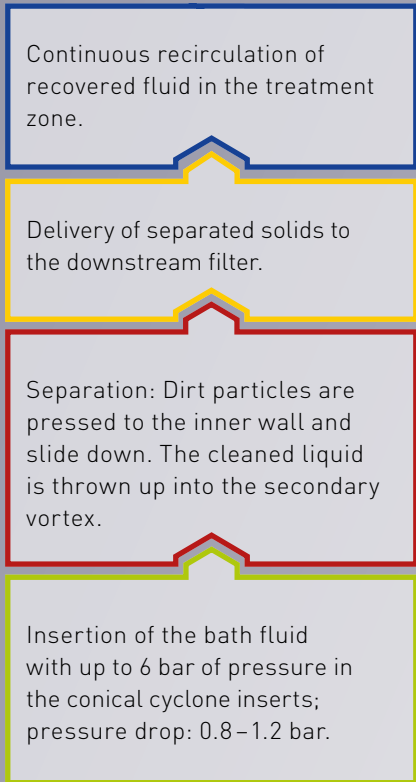 Continuous recirculation of
recovered fluid in the treatment
zone.
Delivery of separated solids to
the downstream filter.
Separation: Dirt particles are
pressed to the inner wall and
slide down. The cleaned liquid
is thrown up into the secondary
vortex.
Insertion of the bath fluid
with up to 6 bar of pressure in
the conical cyclone inserts;
pressure drop: 0.8–1.2 bar.